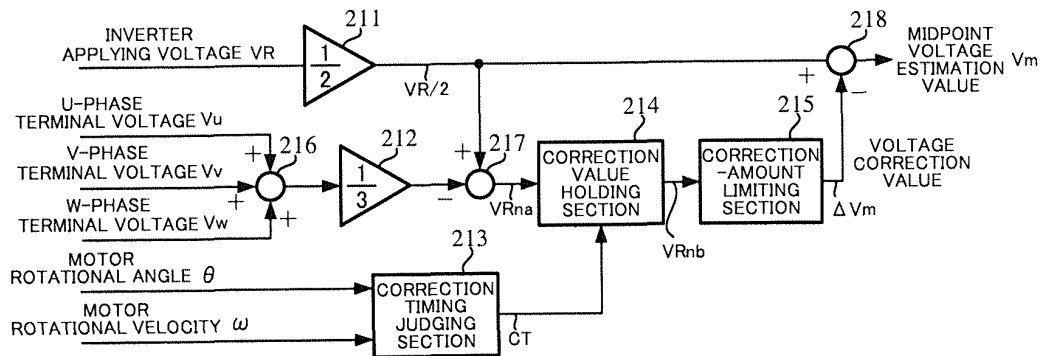 INVERTER
APPLYING VOLTAGE VR
211
1
2
VR/2
218
+
−
MIDPOINT
VOLTAGE
ESTIMATION
VALUE
Vm
U-PHASE
TERMINAL VOLTAGE Vu
V-PHASE
TERMINAL VOLTAGE Vv
W-PHASE
TERMINAL VOLTAGE Vw
+
+
+
216
212
1
3
+
−
217
VRna
214
CORRECTION
VALUE
HOLDING
SECTION
VRnb
215
CORRECTION
-AMOUNT
LIMITING
SECTION
VOLTAGE
CORRECTION
VALUE
ΔVm
MOTOR
ROTATIONAL ANGLE θ
MOTOR
ROTATIONAL VELOCITY ω
213
CORRECTION
TIMING
JUDGING
SECTION
CT